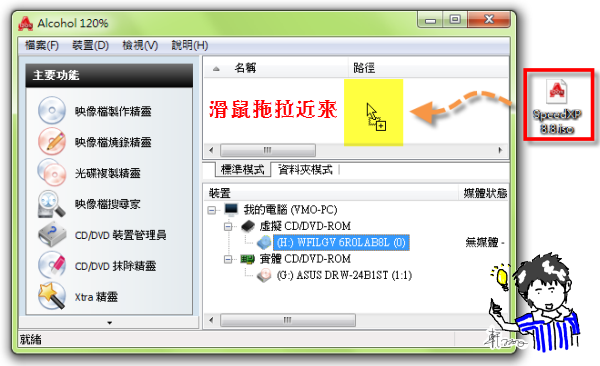 Alcohol 120%
檔案(F) 裝置(D) 檢視(V) 說明(H)
主要功能
映像檔製作精靈
映像檔燒錄精靈
光碟複製精靈
映像檔搜尋家
CD/DVD 裝置管理員
CD/DVD 抹除精靈
Xtra 精靈
名稱 路徑
滑鼠拖拉近來
SpeedXP
8.8.iso
標準模式 資料夾模式
裝置 媒體狀態
我的電腦 (VMO-PC)
虛擬 CD/DVD-ROM
(H:) WFILGV 6R0LAB8L (0) 無媒體 -
實體 CD/DVD-ROM
(G:) ASUS DRW-24B1ST (1:1)
就緒